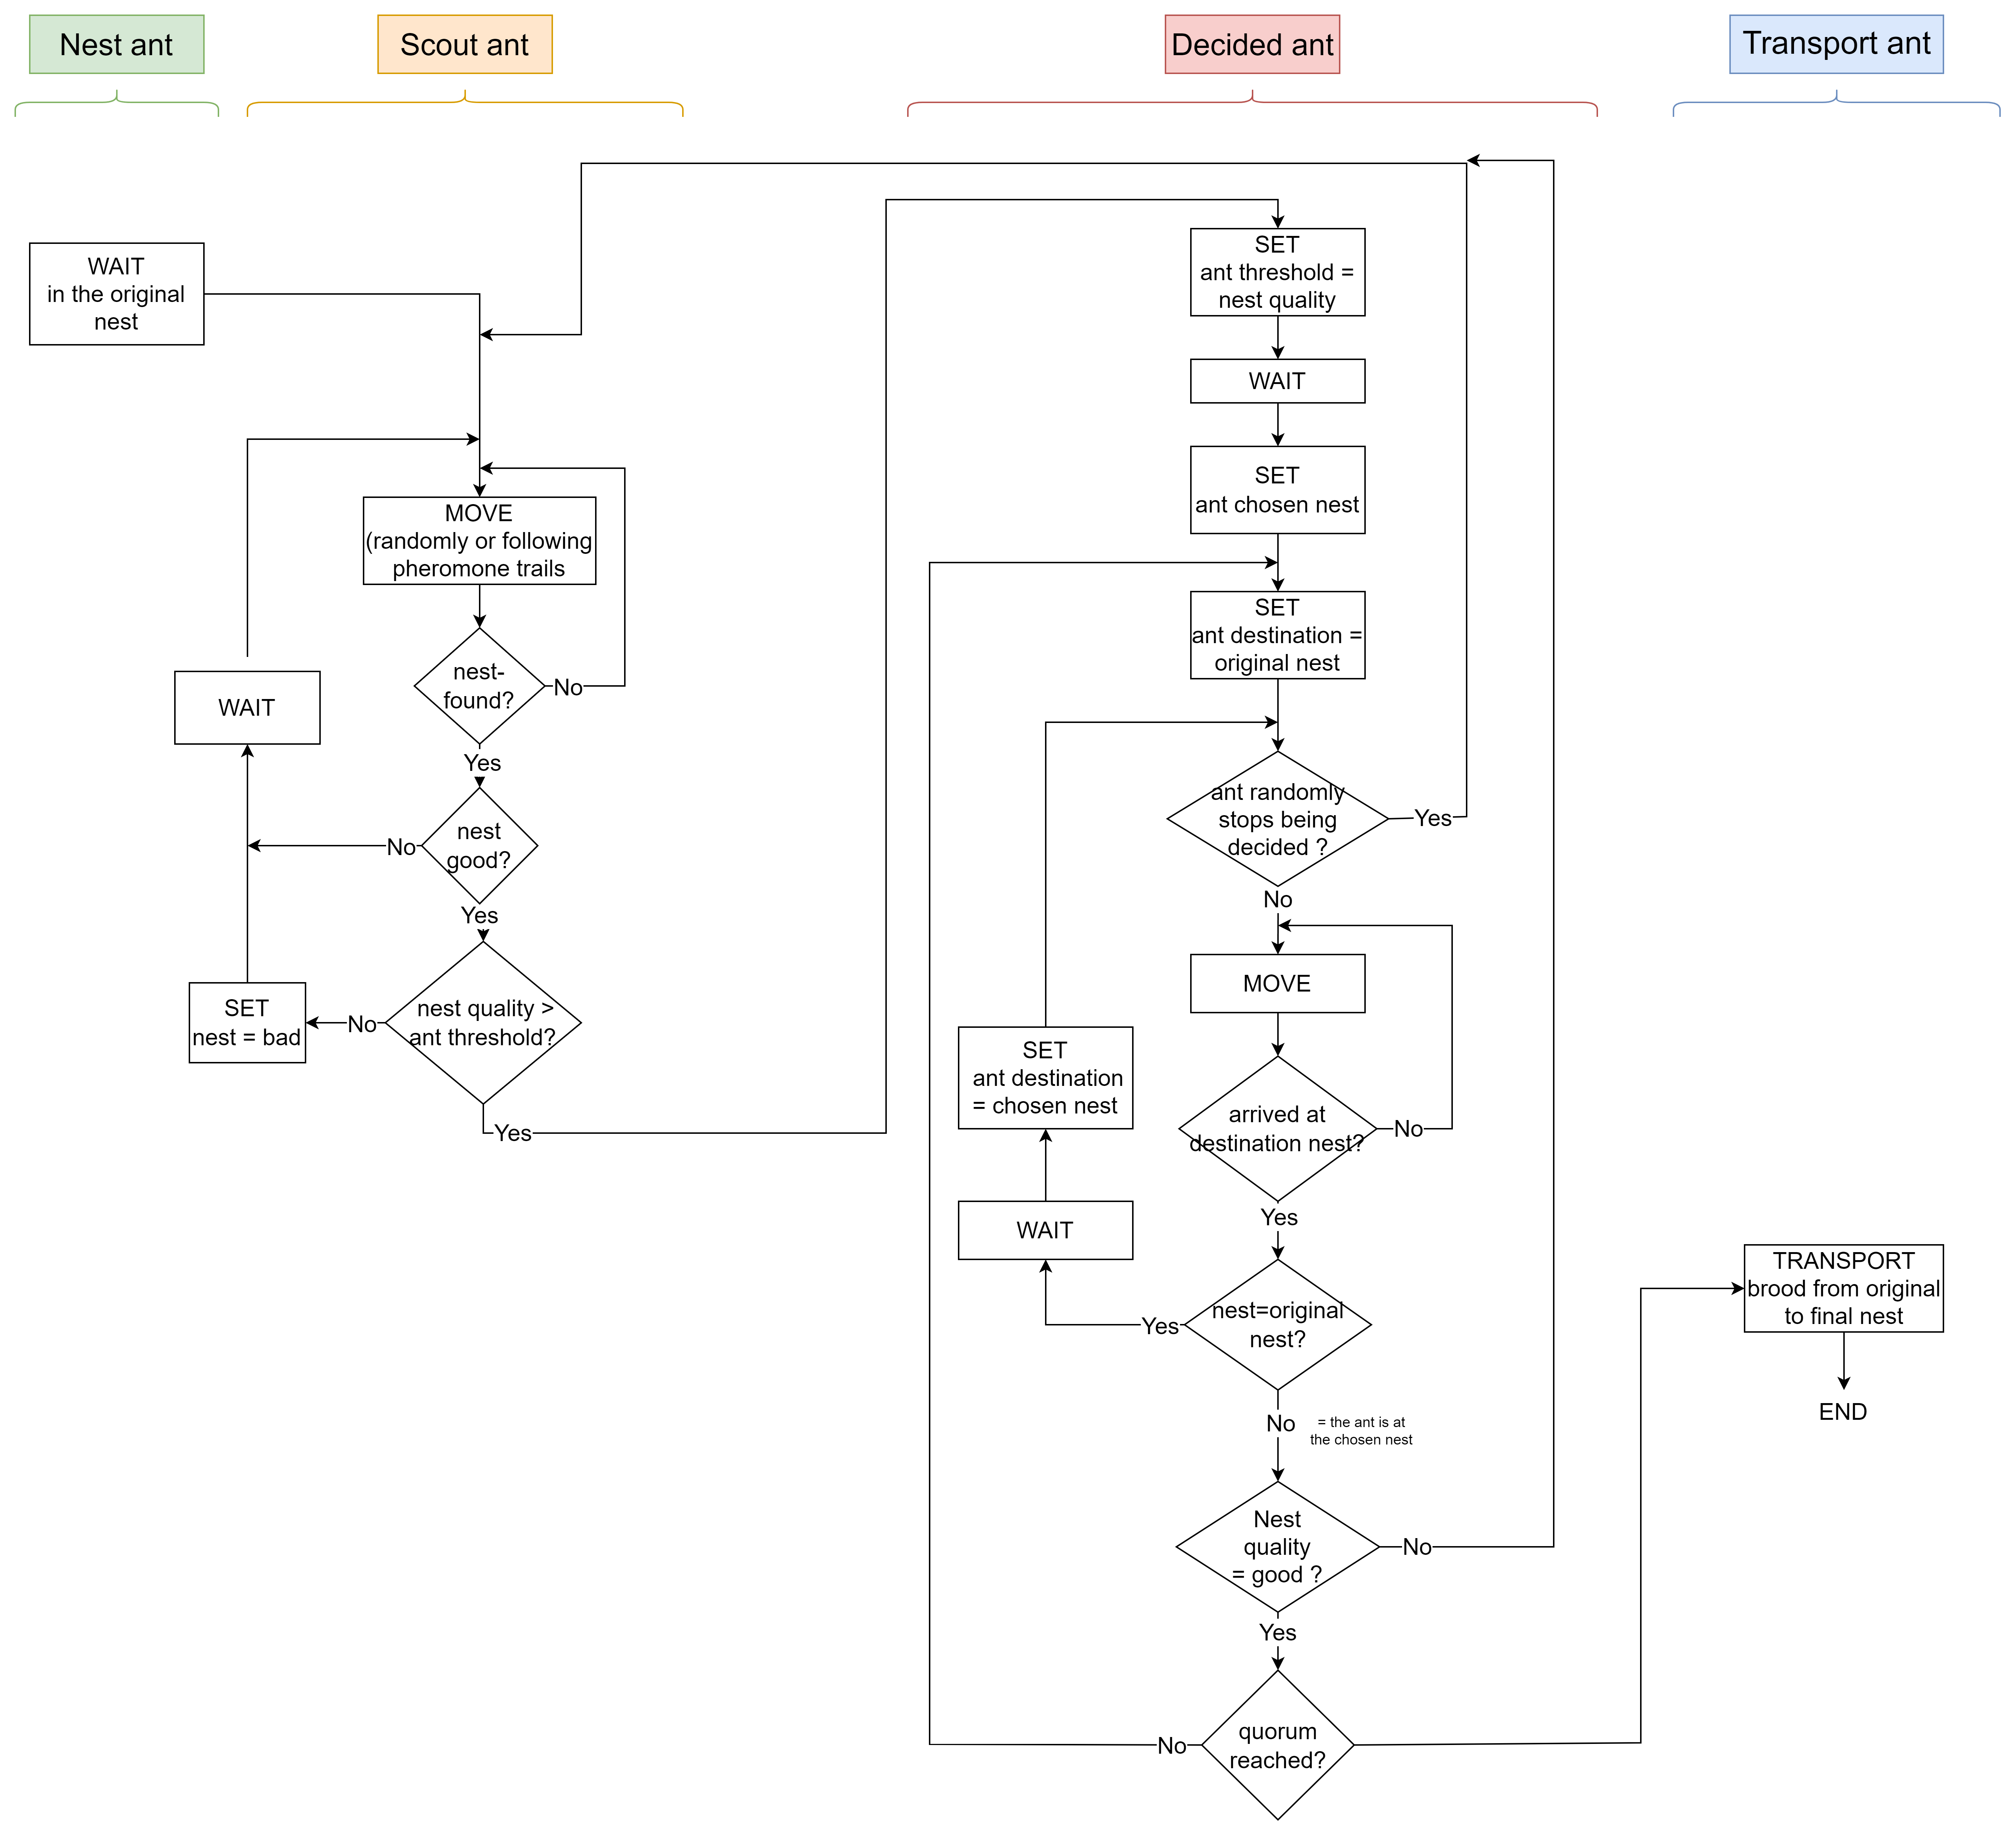 Nest ant
Scout ant
Decided ant
Transport ant
WAIT
in the original
nest
MOVE
(randomly or following
pheromone trails
nest-
found?
No
Yes
WAIT
nest
good?
No
Yes
nest quality >
ant threshold?
No
SET
nest = bad
Yes
SET
ant threshold =
nest quality
WAIT
SET
ant chosen nest
SET
ant destination =
original nest
ant randomly
stops being
decided ?
Yes
No
MOVE
arrived at
destination nest?
No
Yes
SET
ant destination
= chosen nest
WAIT
nest=original
nest?
Yes
No
= the ant is at
the chosen nest
Nest
quality
= good ?
No
Yes
quorum
reached?
No
TRANSPORT
brood from original
to final nest
END